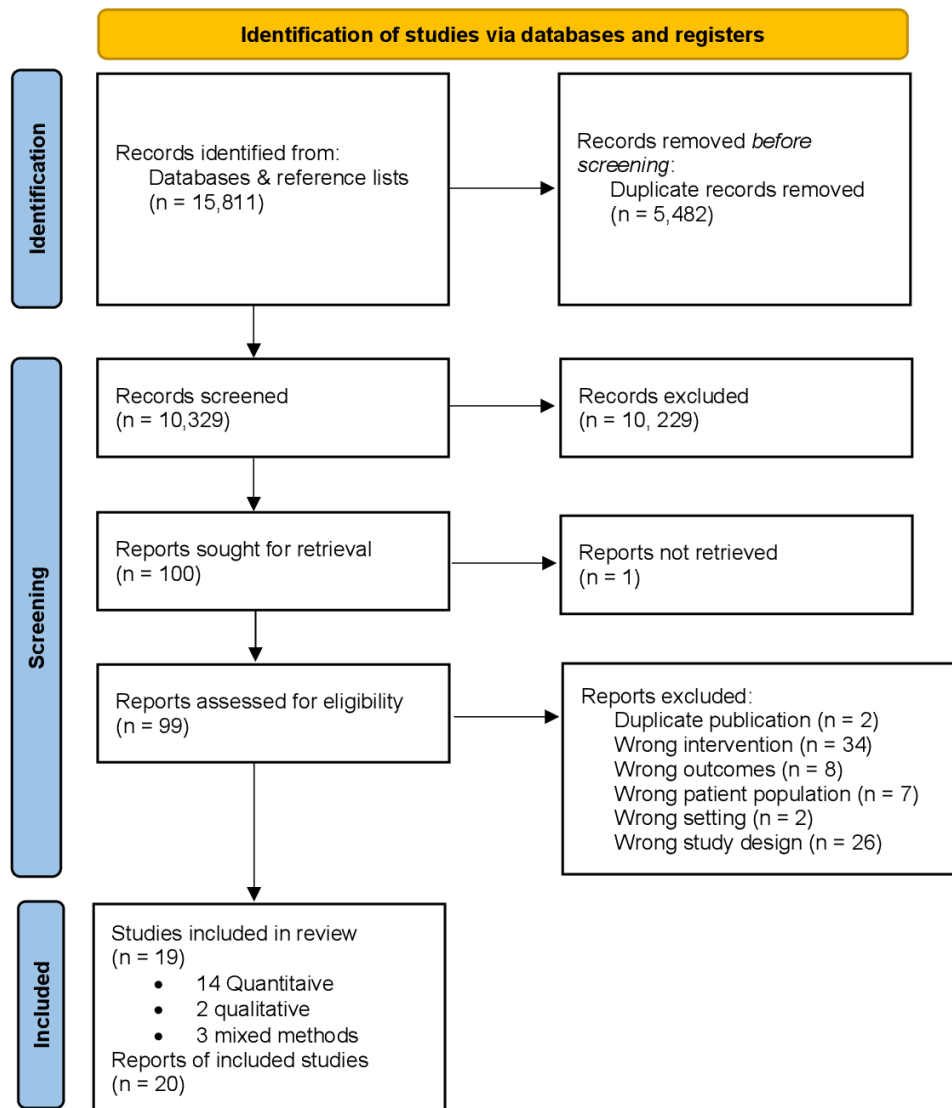 Identification of studies via databases and registers
Identification
Records identified from:
Databases & reference lists
(n = 15,811)
Records removed before
screening:
Duplicate records removed
(n = 5,482)
Screening
Records screened
(n = 10,329)
Records excluded
(n = 10, 229)
Reports sought for retrieval
(n = 100)
Reports not retrieved
(n = 1)
Reports assessed for eligibility
(n = 99)
Reports excluded:
Duplicate publication (n = 2)
Wrong intervention (n = 34)
Wrong outcomes (n = 8)
Wrong patient population (n = 7)
Wrong setting (n = 2)
Wrong study design (n = 26)
Included
Studies included in review
(n = 19)
• 14 Quantitaive
• 2 qualitative
• 3 mixed methods
Reports of included studies
(n = 20)